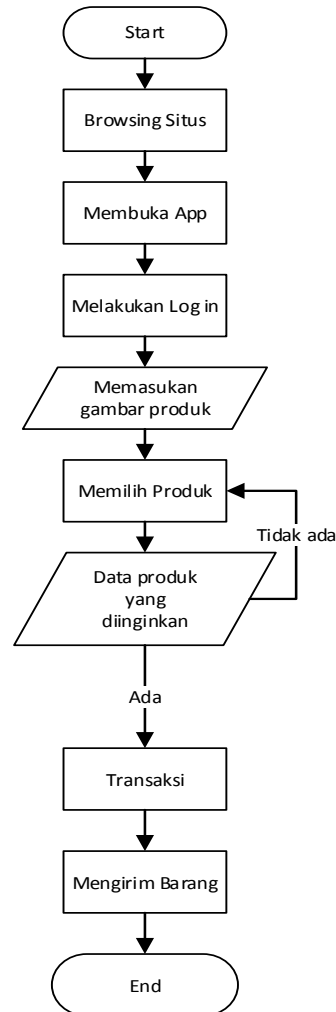 Start
Browsing Situs
Membuka App
Melakukan Log in
Memasukan
gambar produk
Memilih Produk
Tidak ada
Data produk
yang
diinginkan
Ada
Transaksi
Mengirim Barang
End